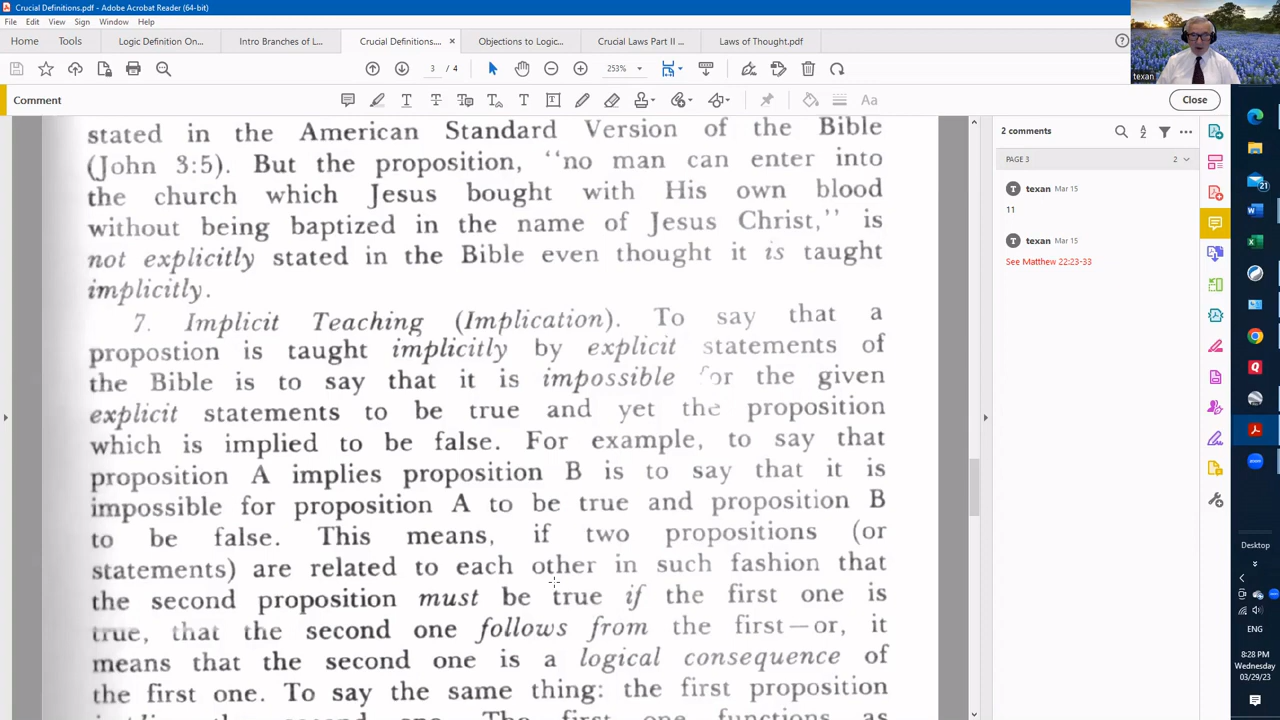 Crucial Definitions.pdf - Adobe Acrobat Reader (64-bit)
File Edit View Sign Window Help
Home Tools Logic Definition On... Intro Branches of L... Crucial Definitions.... × s to Logic... Crucial Laws Part II ... Laws of Thought.pdf
3 / 4 253%
texan
Comment Aa Close
2 comments
PAGE 3 2
T texan Mar 15
11
T texan Mar 15
See Matthew 22:23-33
stated in the American Standard Version of the Bible
(John 3:5). But the proposition, ‘‘no man can enter into
the church which Jesus bought with His own blood
without being baptized in the name of Jesus Christ,’’ is
not explicitly stated in the Bible even thought it is taught
implicitly.
7. Implicit Teaching (Implication). To say that a
propostion is taught implicitly by explicit statements of
the Bible is to say that it is impossible for the given
explicit statements to be true and yet the proposition
which is implied to be false. For example, to say that
proposition A implies proposition B is to say that it is
impossible for proposition A to be true and proposition B
to be false. This means, if two propositions (or
statements) are related to each other in such fashion that
the second proposition must be true if the first one is
true, that the second one follows from the first—or, it
means that the second one is a logical consequence of
the first one. To say the same thing: the first proposition
the second one. The first one functions as
21
Desktop
ENG
8:28 PM
Wednesday
03/29/23